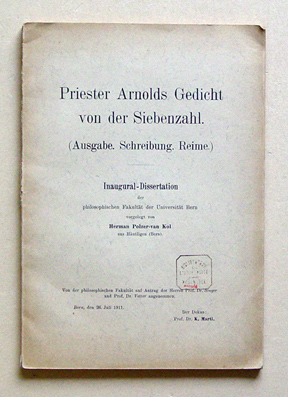 Priester Arnolds Gedicht
von der Siebenzahl.
(Ausgabe. Schreibung. Reime.)
Inaugural-Dissertation
der
philosophischen Fakultät der Universität Bern
vorgelegt von
Herman Polzer-van Kol
aus (Bern).
Von der philosophischen Fakultät auf Antrag der Herren Prof. Dr. Singer
und Prof. Dr. Vetter angenommen.
Bern, den 26. Juli 1911.
Der Dekan:
Prof. Dr. K. Marti.